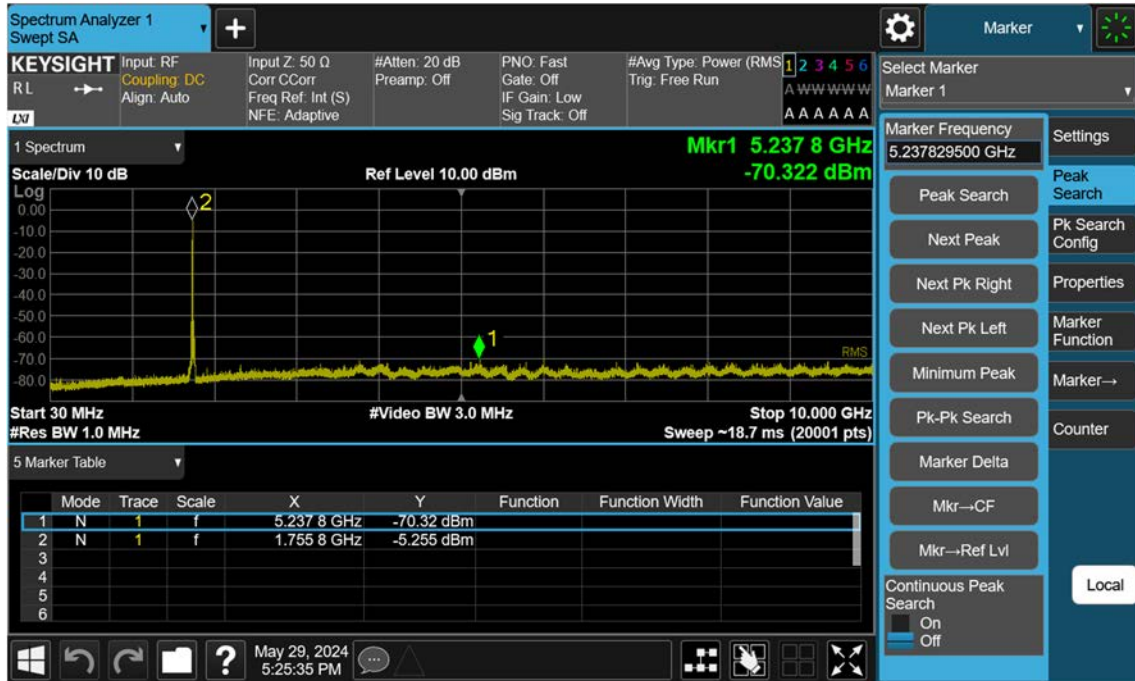 Spectrum Analyzer 1
Swept SA
+
Marker
KEYSIGHT
R L
LXI
Input: RF
Coupling: DC
Align: Auto
Input Z: 50 Ω
Corr CCorr
Freq Ref: Int (S)
NFE: Adaptive
#Atten: 20 dB
Preamp: Off
PNO: Fast
Gate: Off
IF Gain: Low
Sig Track: Off
#Avg Type: Power (RMS
Trig: Free Run
1 2 3 4 5 6
A W W W W W
A A A A A A
Select Marker
Marker 1
1 Spectrum
Mkr1 5.237 8 GHz
-70.322 dBm
Scale/Div 10 dB
Ref Level 10.00 dBm
Log
0.00
-10.0
-20.0
-30.0
-40.0
-50.0
-60.0
-70.0
-80.0
2
1
RMS
Start 30 MHz
#Video BW 3.0 MHz
Stop 10.000 GHz
#Res BW 1.0 MHz
Sweep ~18.7 ms (20001 pts)
5 Marker Table
Mode Trace Scale X Y Function Function Width Function Value
1 N 1 f 5.237 8 GHz -70.32 dBm
2 N 1 f 1.755 8 GHz -5.255 dBm
3
4
5
6
Marker Frequency
5.237829500 GHz
Peak Search
Next Peak
Next Pk Right
Next Pk Left
Minimum Peak
Pk-Pk Search
Marker Delta
Mkr→CF
Mkr→Ref Lvl
Continuous Peak
Search
On
Off
Settings
Peak
Search
Pk Search
Config
Properties
Marker
Function
Marker→
Counter
Local
?
May 29, 2024
5:25:35 PM